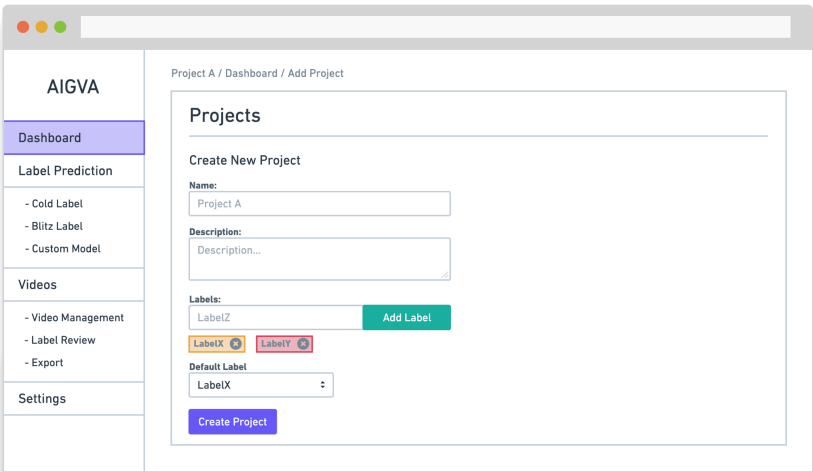 AIGVA
Dashboard
Label Prediction
- Cold Label
- Blitz Label
- Custom Model
Videos
- Video Management
- Label Review
- Export
Settings
Project A / Dashboard / Add Project
Projects
Create New Project
Name:
Project A
Description:
Description...
Labels:
LabelZ
Add Label
LabelX
LabelY
Default Label
LabelX
Create Project